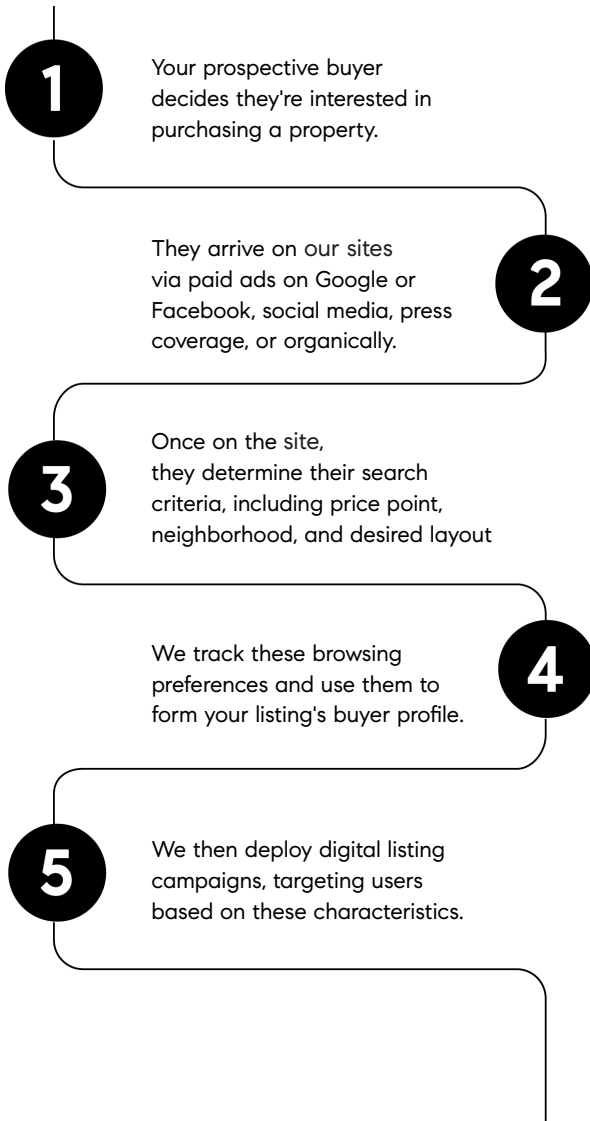 1
Your prospective buyer
decides they're interested in
purchasing a property.
They arrive on our sites
via paid ads on Google or
Facebook, social media, press
coverage, or organically.
2
3
Once on the site,
they determine their search
criteria, including price point,
neighborhood, and desired layout
We track these browsing
preferences and use them to
form your listing's buyer profile.
4
5
We then deploy digital listing
campaigns, targeting users
based on these characteristics.